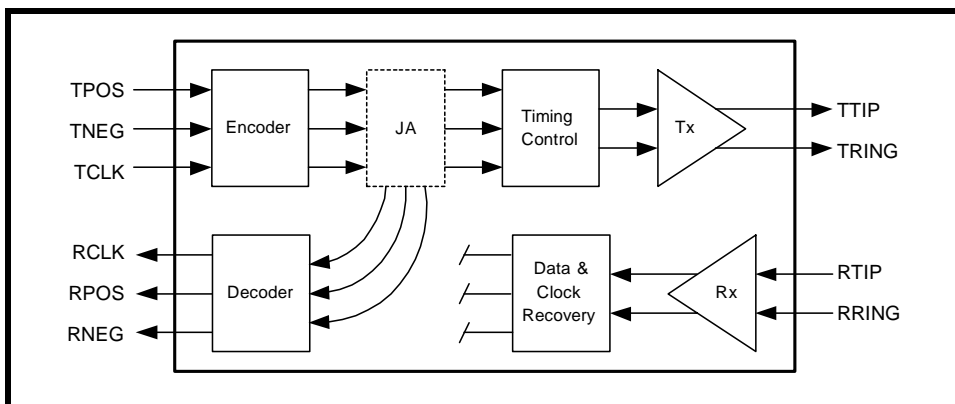 TPOS
TNEG
TCLK
Encoder
JA
Timing
Control
Tx
TTIP
TRING
RCLK
RPOS
RNEG
Decoder
Data &
Clock
Recovery
Rx
RTIP
RRING